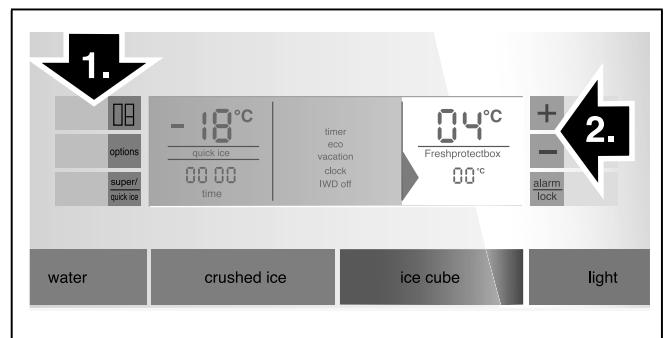 1.
options
super/
quick ice
- 18°C
quick ice
00 00
time
timer
eco
vacation
clock
IWD off
04°C
Freshprotectbox
00°C
+
-
alarm
lock
2.
water
crushed ice
ice cube
light